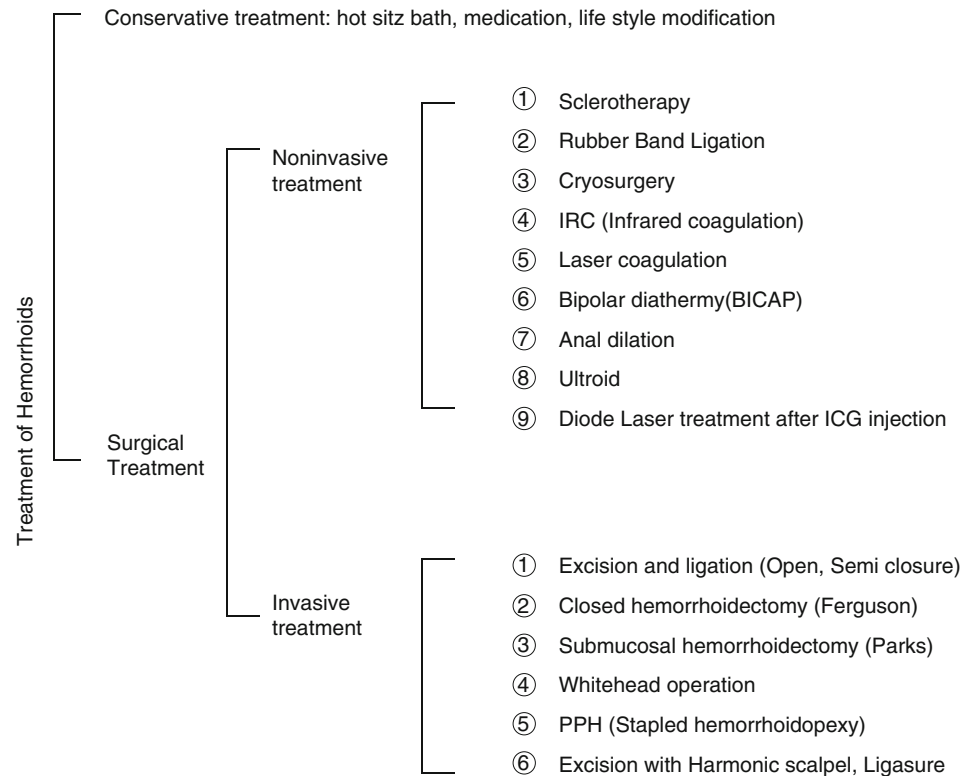 Treatment of Hemorrhoids
Conservative treatment: hot sitz bath, medication, life style modification
Surgical
Treatment
Noninvasive
treatment
① Sclerotherapy
② Rubber Band Ligation
③ Cryosurgery
④ IRC (Infrared coagulation)
⑤ Laser coagulation
⑥ Bipolar diathermy(BICAP)
⑦ Anal dilation
⑧ Ultroid
⑨ Diode Laser treatment after ICG injection
Invasive
treatment
① Excision and ligation (Open, Semi closure)
② Closed hemorrhoidectomy (Ferguson)
③ Submucosal hemorrhoidectomy (Parks)
④ Whitehead operation
⑤ PPH (Stapled hemorrhoidopexy)
⑥ Excision with Harmonic scalpel, Ligasure